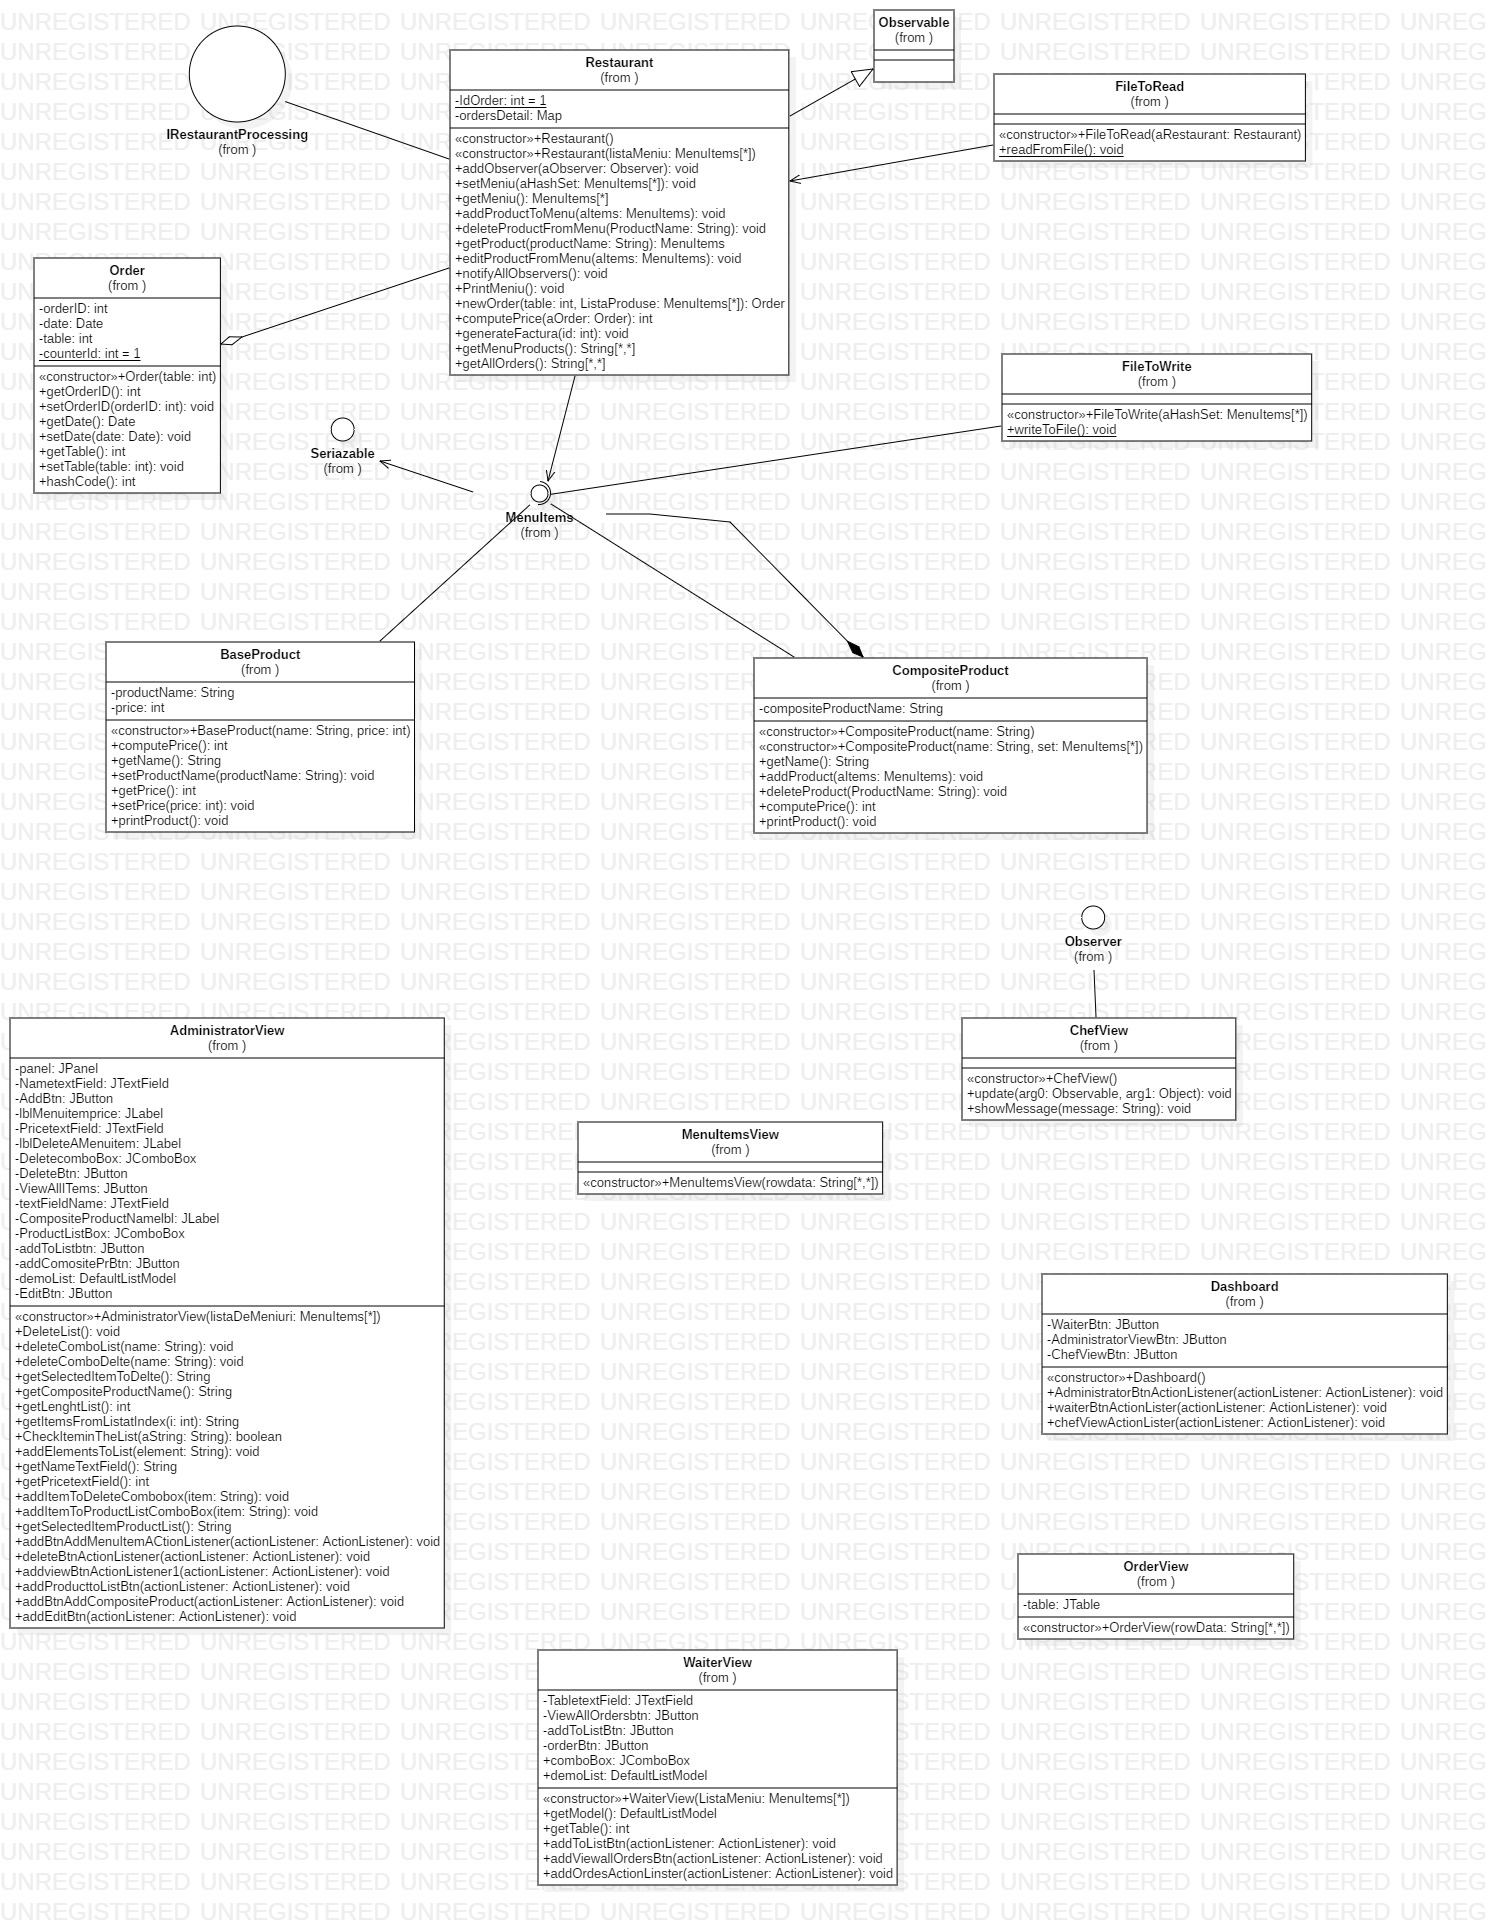 Observable
(from )
IRestaurantProcessing
(from )
Restaurant
(from )
-IdOrder: int = 1
-ordersDetail: Map
«constructor»+Restaurant()
«constructor»+Restaurant(listaMeniu: MenuItems[*])
+addObserver(aObserver: Observer): void
+setMeniu(aHashSet: MenuItems[*]): void
+getMeniu(): MenuItems[*]
+addProductToMenu(aItems: MenuItems): void
+deleteProductFromMenu(ProductName: String): void
+getProduct(productName: String): MenuItems
+editProductFromMenu(aItems: MenuItems): void
+notifyAllObservers(): void
+PrintMeniu(): void
+newOrder(table: int, ListaProduse: MenuItems[*]): Order
+computePrice(aOrder: Order): int
+generateFactura(id: int): void
+getMenuProducts(): String[*,*]
+getAllOrders(): String[*,*]
FileToRead
(from )
«constructor»+FileToRead(aRestaurant: Restaurant)
+readFromFile(): void
Order
(from )
-orderID: int
-date: Date
-table: int
-counterId: int = 1
«constructor»+Order(table: int)
+getOrderID(): int
+setOrderID(orderID: int): void
+getDate(): Date
+setDate(date: Date): void
+getTable(): int
+setTable(table: int): void
+hashCode(): int
FileToWrite
(from )
«constructor»+FileToWrite(aHashSet: MenuItems[*])
+writeToFile(): void
Seriazable
(from )
MenuItems
(from )
BaseProduct
(from )
-productName: String
-price: int
«constructor»+BaseProduct(name: String, price: int)
+computePrice(): int
+getName(): String
+setProductName(productName: String): void
+getPrice(): int
+setPrice(price: int): void
+printProduct(): void
CompositeProduct
(from )
-compositeProductName: String
«constructor»+CompositeProduct(name: String)
«constructor»+CompositeProduct(name: String, set: MenuItems[*])
+getName(): String
+addProduct(aItems: MenuItems): void
+deleteProduct(ProductName: String): void
+computePrice(): int
+printProduct(): void
Observer
(from )
AdministratorView
(from )
-panel: JPanel
-NametextField: JTextField
-AddBtn: JButton
-lblMenuitemprice: JLabel
-PricetextField: JTextField
-lblDeleteAMenuitem: JLabel
-DeletecomboBox: JComboBox
-DeleteBtn: JButton
-ViewAllITems: JButton
-textFieldName: JTextField
-CompositeProductNamelbl: JLabel
-ProductListBox: JComboBox
-addToListbtn: JButton
-addComositePrBtn: JButton
-demoList: DefaultListModel
-EditBtn: JButton
«constructor»+AdministratorView(listaDeMeniuri: MenuItems[*])
+DeleteList(): void
+deleteComboList(name: String): void
+deleteComboDelte(name: String): void
+getSelectedItemToDelte(): String
+getCompositeProductName(): String
+getLenghtList(): int
+getItemsFromListatIndex(i: int): String
+CheckIteminTheList(aString: String): boolean
+addElementsToList(element: String): void
+getNameTextField(): String
+getPricetextField(): int
+addItemToDeleteCombobox(item: String): void
+addItemToProductListComboBox(item: String): void
+getSelectedItemProductList(): String
+addBtnAddMenuItemACtionListener(actionListener: ActionListener): void
+deleteBtnActionListener(actionListener: ActionListener): void
+addviewBtnActionListener1(actionListener: ActionListener): void
+addProducttoListBtn(actionListener: ActionListener): void
+addBtnAddCompositeProduct(actionListener: ActionListener): void
+addEditBtn(actionListener: ActionListener): void
ChefView
(from )
«constructor»+ChefView()
+update(arg0: Observable, arg1: Object): void
+showMessage(message: String): void
MenuItemsView
(from )
«constructor»+MenuItemsView(rowdata: String[*,*])
Dashboard
(from )
-WaiterBtn: JButton
-AdministratorViewBtn: JButton
-ChefViewBtn: JButton
«constructor»+Dashboard()
+AdministratorBtnActionListener(actionListener: ActionListener): void
+waiterBtnActionLister(actionListener: ActionListener): void
+chefViewActionLister(actionListener: ActionListener): void
OrderView
(from )
-table: JTable
«constructor»+OrderView(rowData: String[*,*])
WaiterView
(from )
-TabletextField: JTextField
-ViewAllOrdersbtn: JButton
-addToListBtn: JButton
-orderBtn: JButton
+comboBox: JComboBox
+demoList: DefaultListModel
«constructor»+WaiterView(ListaMeniu: MenuItems[*])
+getModel(): DefaultListModel
+getTable(): int
+addToListBtn(actionListener: ActionListener): void
+addViewallOrdersBtn(actionListener: ActionListener): void
+addOrdesActionLinster(actionListener: ActionListener): void